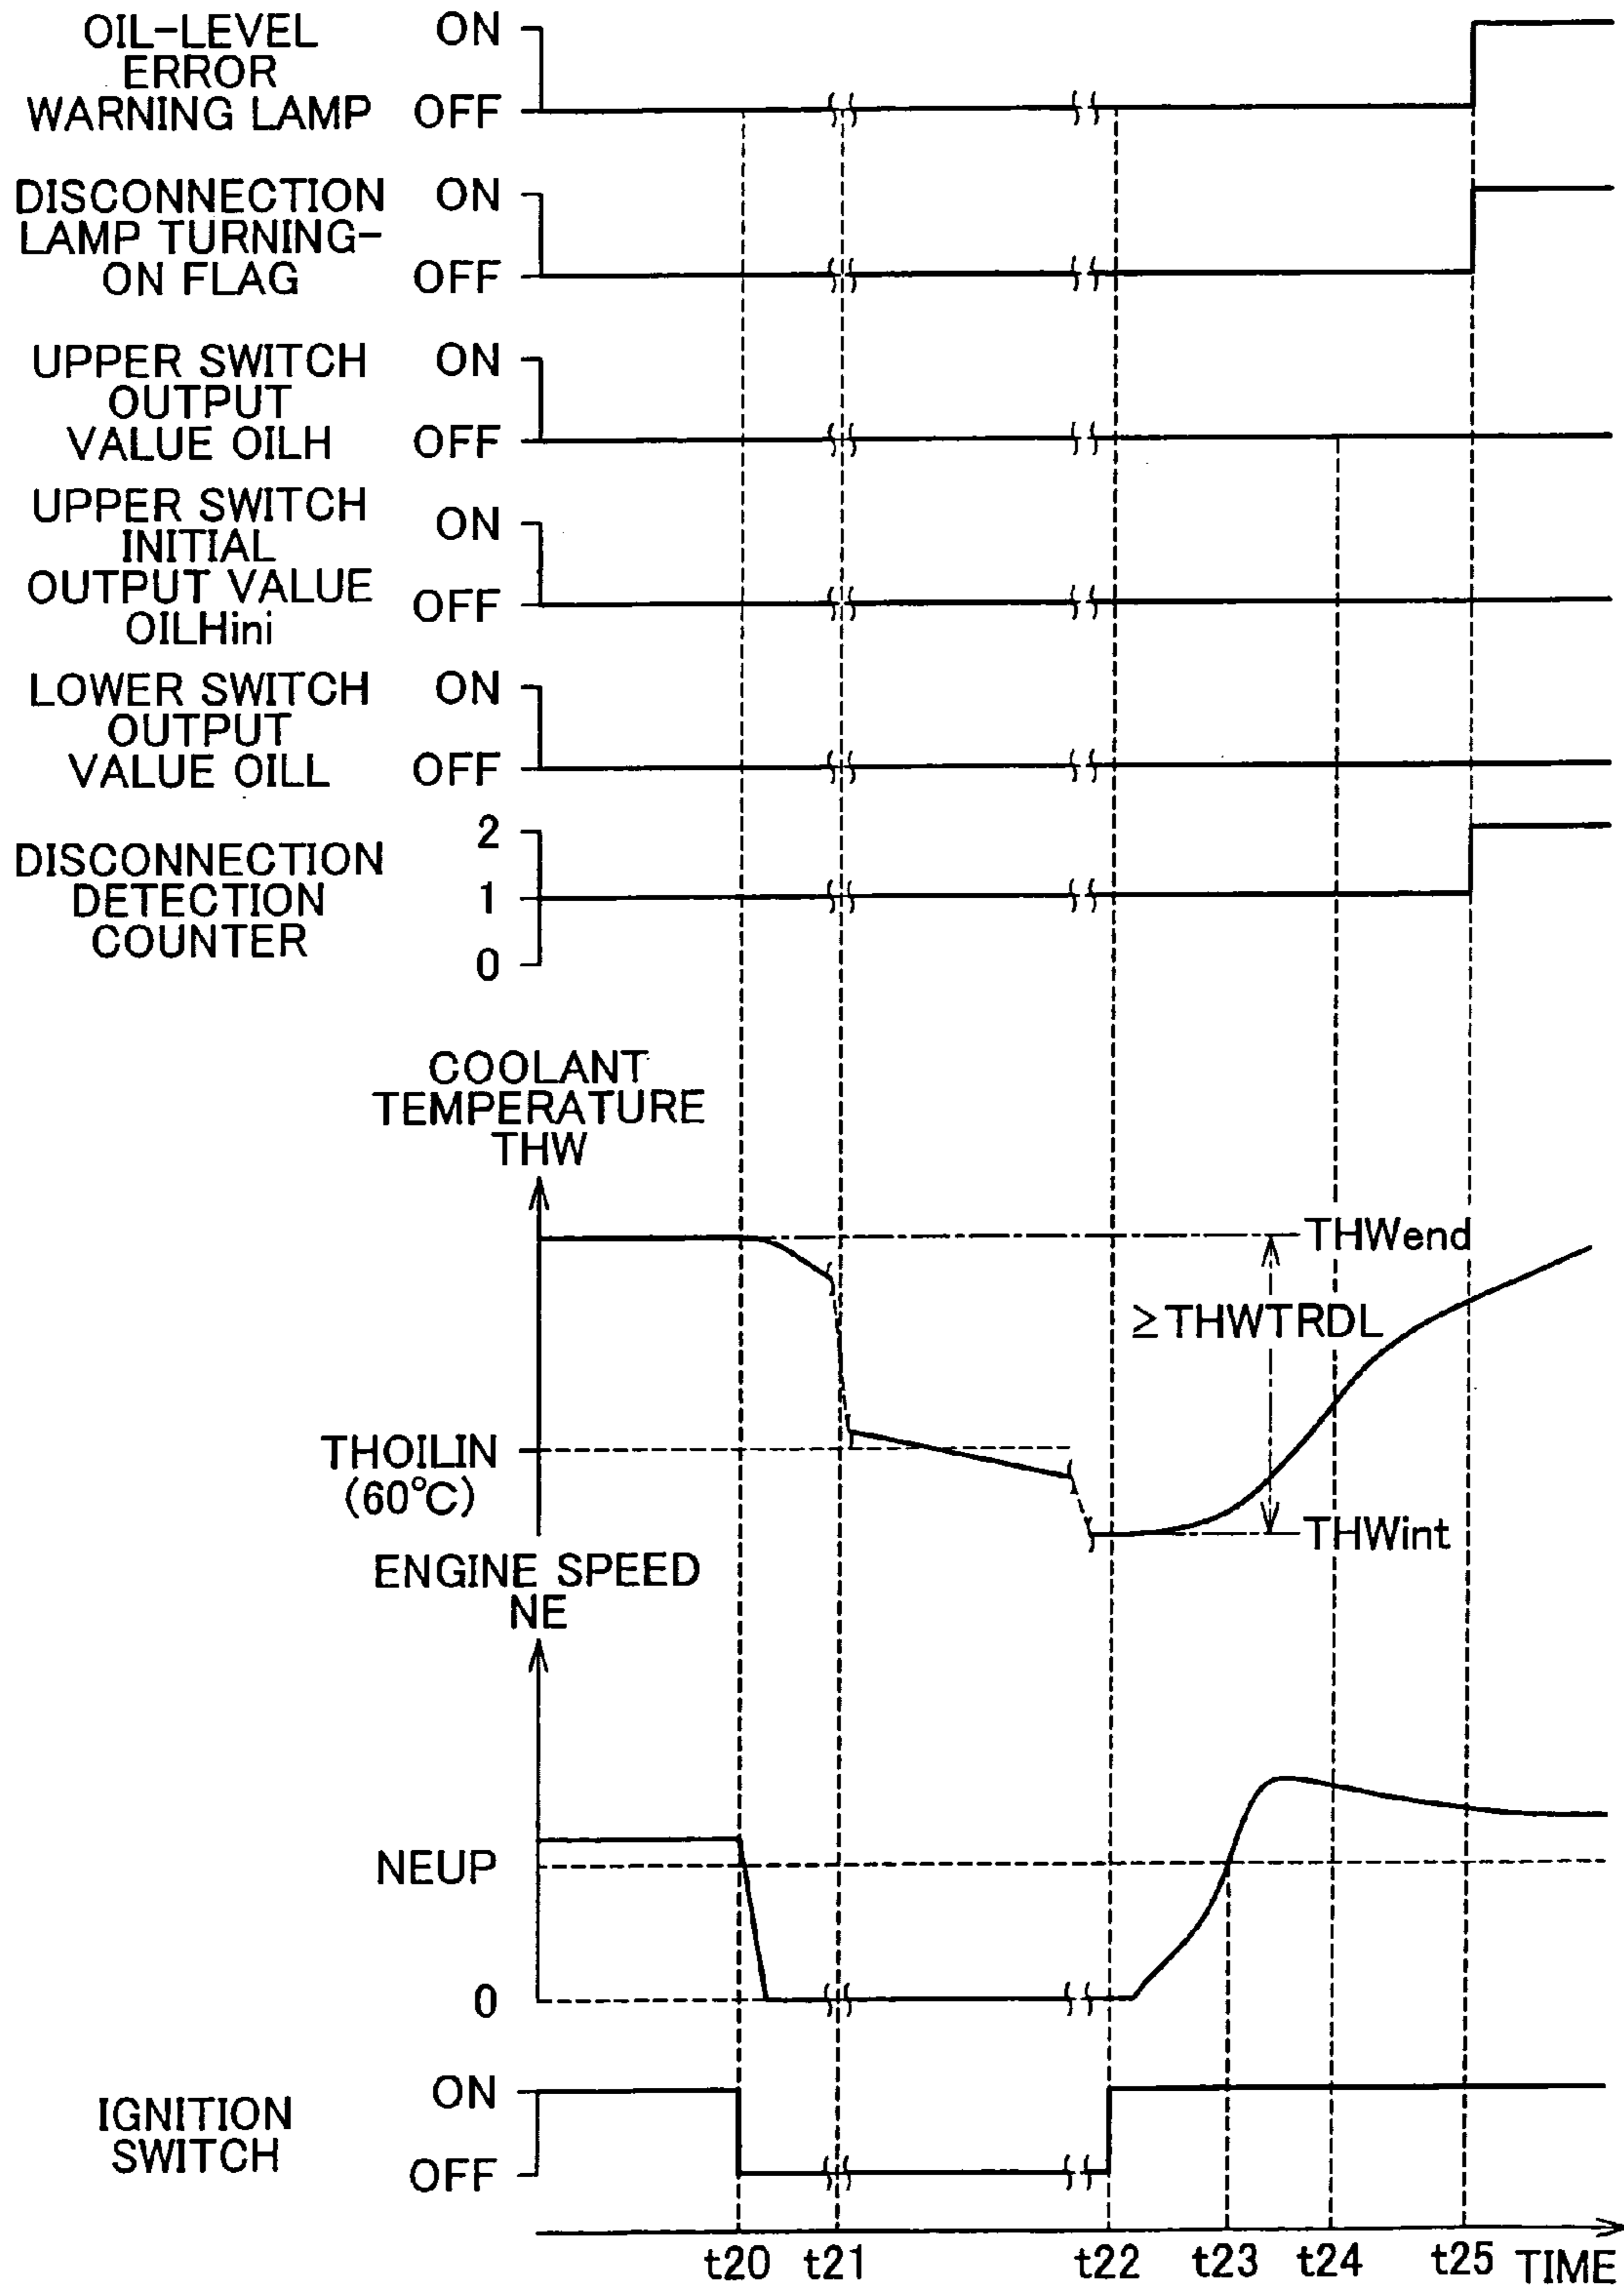 OIL-LEVEL
ERROR
WARNING LAMP
ON
OFF
DISCONNECTION
LAMP TURNING-
ON FLAG
ON
OFF
UPPER SWITCH
OUTPUT
VALUE OILH
ON
OFF
UPPER SWITCH
INITIAL
OUTPUT VALUE
OILHini
ON
OFF
LOWER SWITCH
OUTPUT
VALUE OILL
ON
OFF
DISCONNECTION
DETECTION
COUNTER
2
1
0
COOLANT
TEMPERATURE
THW
THWend
≥THWTRDL
THOILIN
(60°C)
THWint
ENGINE SPEED
NE
NEUP
0
IGNITION
SWITCH
ON
OFF
t20 t21 t22 t23 t24 t25 TIME